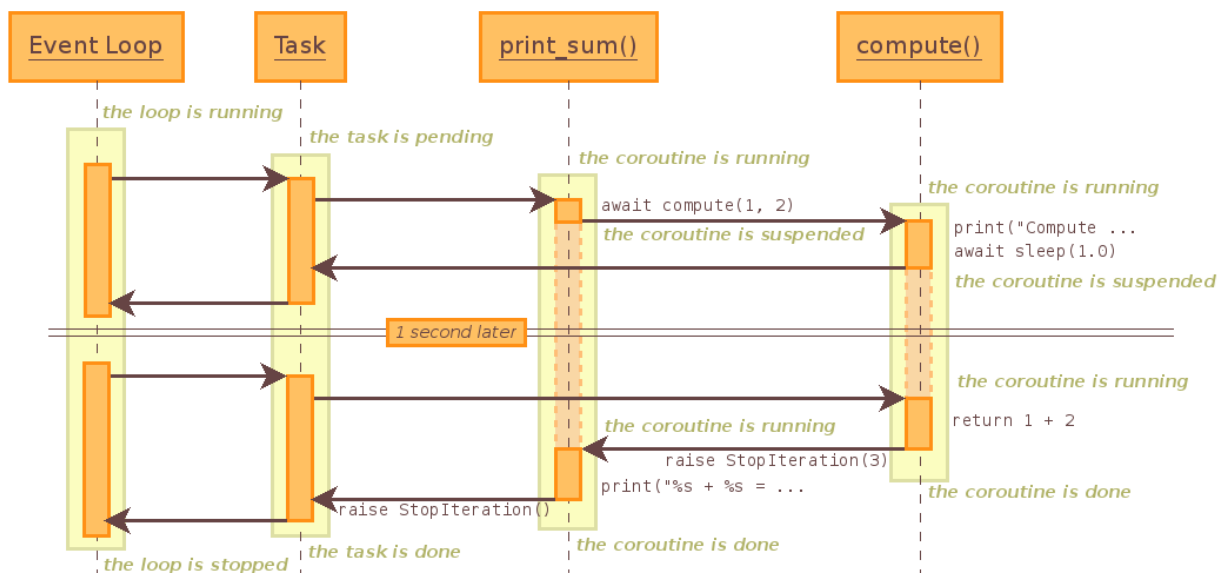 Event Loop
Task
print_sum()
compute()
the loop is running
the task is pending
the coroutine is running
the coroutine is running
await compute(1, 2)
print("Compute ...
the coroutine is suspended
await sleep(1.0)
the coroutine is suspended
1 second later
the coroutine is running
return 1 + 2
the coroutine is running
raise StopIteration(3)
print("%s + %s = ...
the coroutine is done
raise StopIteration()
the coroutine is done
the task is done
the loop is stopped